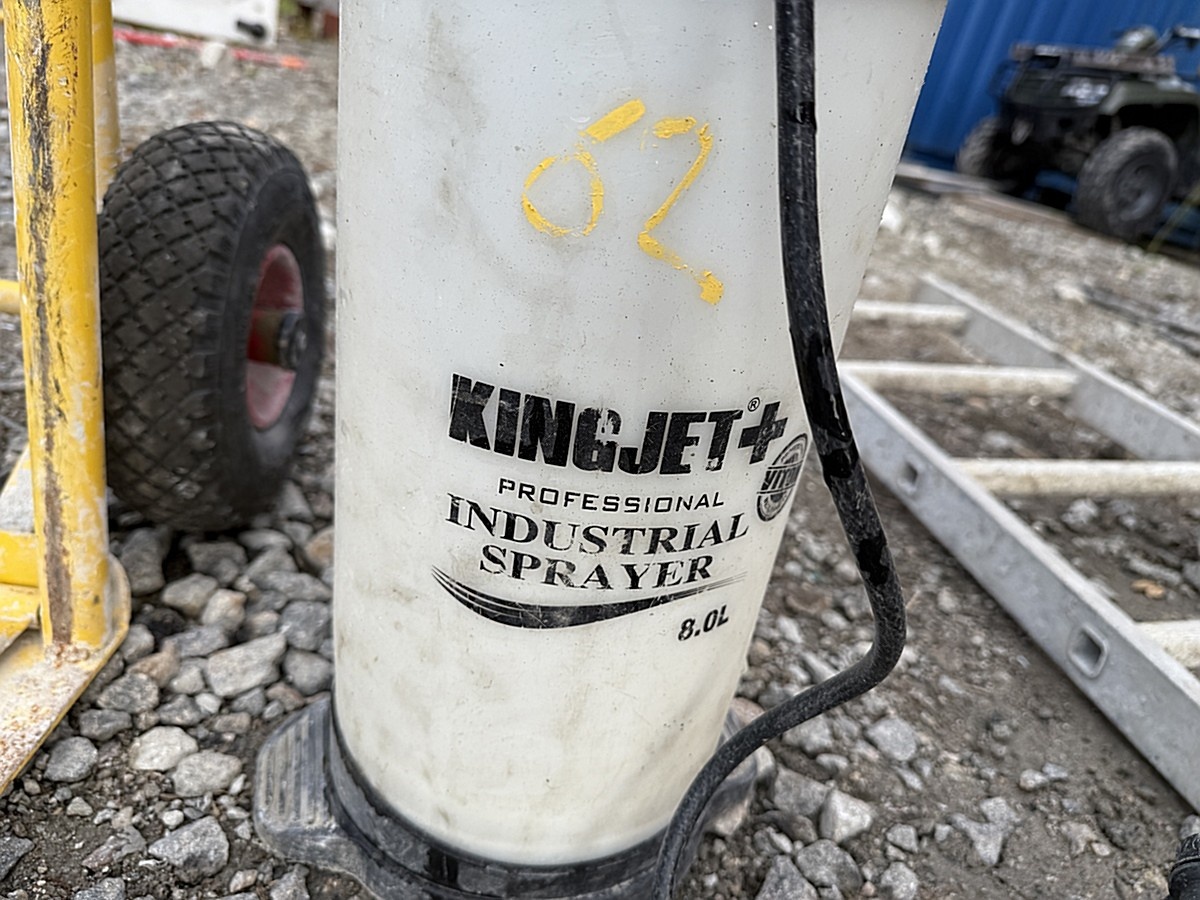 02
KINGJET+®
PROFESSIONAL
INDUSTRIAL
SPRAYER
8.0L